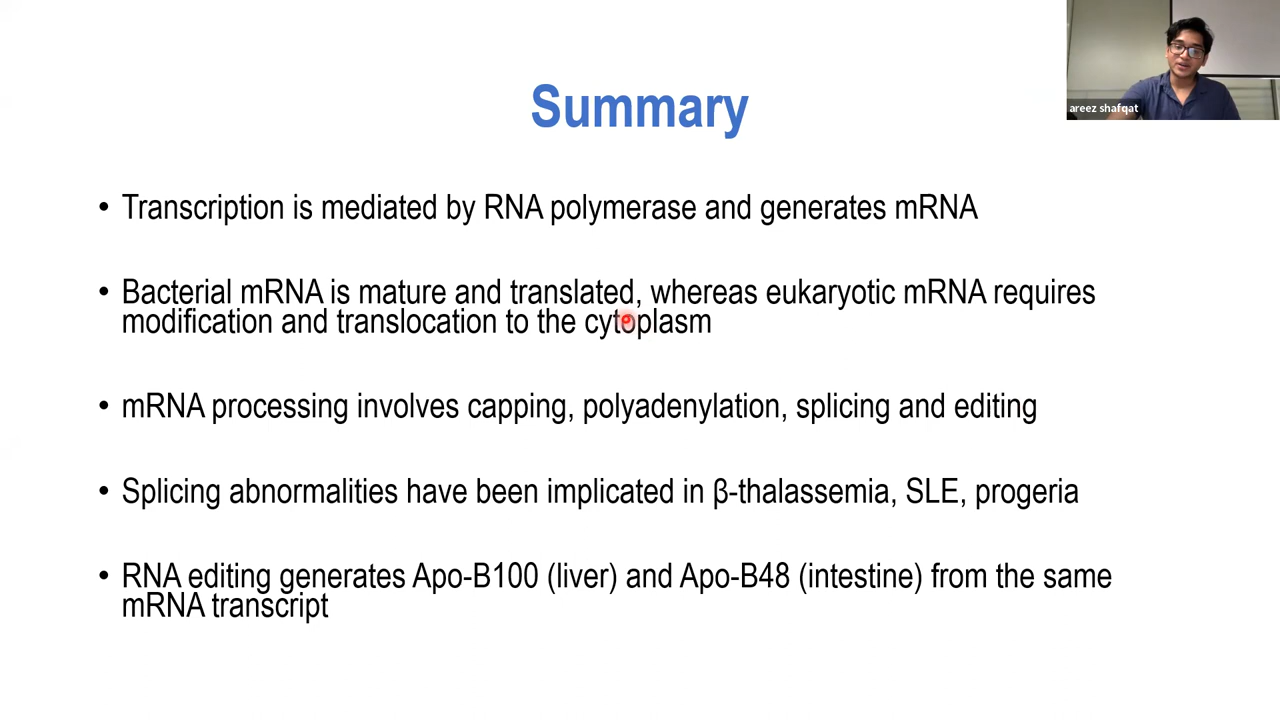 areez shafqat
Summary
• Transcription is mediated by RNA polymerase and generates mRNA
• Bacterial mRNA is mature and translated, whereas eukaryotic mRNA requires
modification and translocation to the cytoplasm
• mRNA processing involves capping, polyadenylation, splicing and editing
• Splicing abnormalities have been implicated in β-thalassemia, SLE, progeria
• RNA editing generates Apo-B100 (liver) and Apo-B48 (intestine) from the same
mRNA transcript